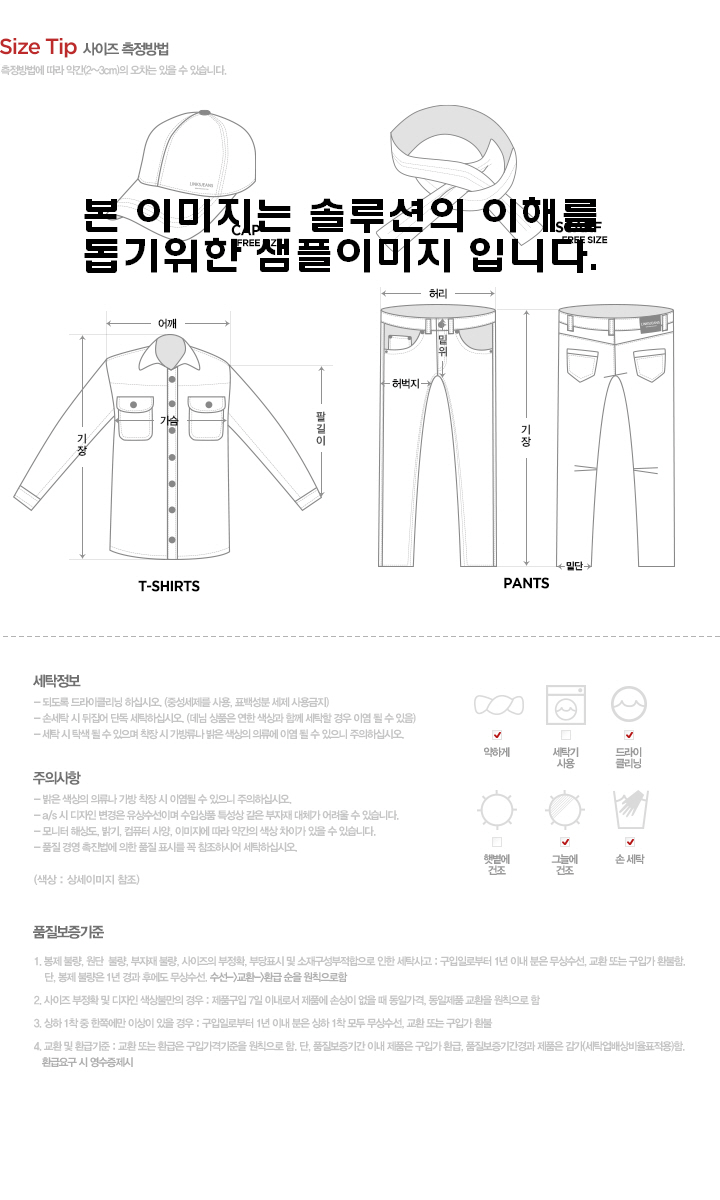 Size Tip 사이즈 측정방법
측정방법에 따라 약간(2~3cm)의 오차는 있을 수 있습니다.
본 이미지는 솔루션의 이해를
돕기위한 샘플이미지 입니다.
CAP
FREE SIZE
SCARF
FREE SIZE
어깨
가슴
기장
팔길이
T-SHIRTS
허리
밑위
허벅지
기장
밑단
PANTS
세탁정보
- 되도록 드라이클리닝 하십시오. (중성세제를 사용, 표백성분 세제 사용금지)
- 손세탁 시 뒤집어 단독 세탁하십시오. (데님 상품은 연한 색상과 함께 세탁할 경우 이염 될 수 있음)
- 세탁 시 탁색 될 수 있으며 착장 시 가방류나 밝은 색상의 의류에 이염 될 수 있으니 주의하십시오.
약하게
세탁기
사용
드라이
클리닝
주의사항
- 밝은 색상의 의류나 가방 착장 시 이염될 수 있으니 주의하십시오.
- a/s 시 디자인 변경은 유상수선이며 수입상품 특성상 같은 부자재 대체가 어려울 수 있습니다.
- 모니터 해상도, 밝기, 컴퓨터 사양, 이미지에 따라 약간의 색상 차이가 있을 수 있습니다.
- 품질 경영 촉진법에 의한 품질 표시를 꼭 참조하시어 세탁하십시오.
(색상 : 상세이미지 참조)
햇볕에
건조
그늘에
건조
손 세탁
품질보증기준
1. 봉제 불량, 원단 불량, 부자재 불량, 사이즈의 부정확, 부당표시 및 소재구성부적합으로 인한 세탁사고 : 구입일로부터 1년 이내 분은 무상수선, 교환 또는 구입가 환불함.
단, 봉제 불량은 1년 경과 후에도 무상수선, 수선->교환->환급 순을 원칙으로함
2. 사이즈 부정확 및 디자인 색상불만의 경우 : 제품구입 7일 이내로서 제품에 손상이 없을 때 동일가격, 동일제품 교환을 원칙으로 함
3. 상하 1착 중 한쪽에만 이상이 있을 경우 : 구입일로부터 1년 이내 분은 상하 1착 모두 무상수선, 교환 또는 구입가 환불
4. 교환 및 환급기준 : 교환 또는 환급은 구입가격기준을 원칙으로 함. 단, 품질보증기간 이내 제품은 구입가 환급, 품질보증기간경과 제품은 감가(세탁업배상비율표적용)함.
환급요구 시 영수증제시